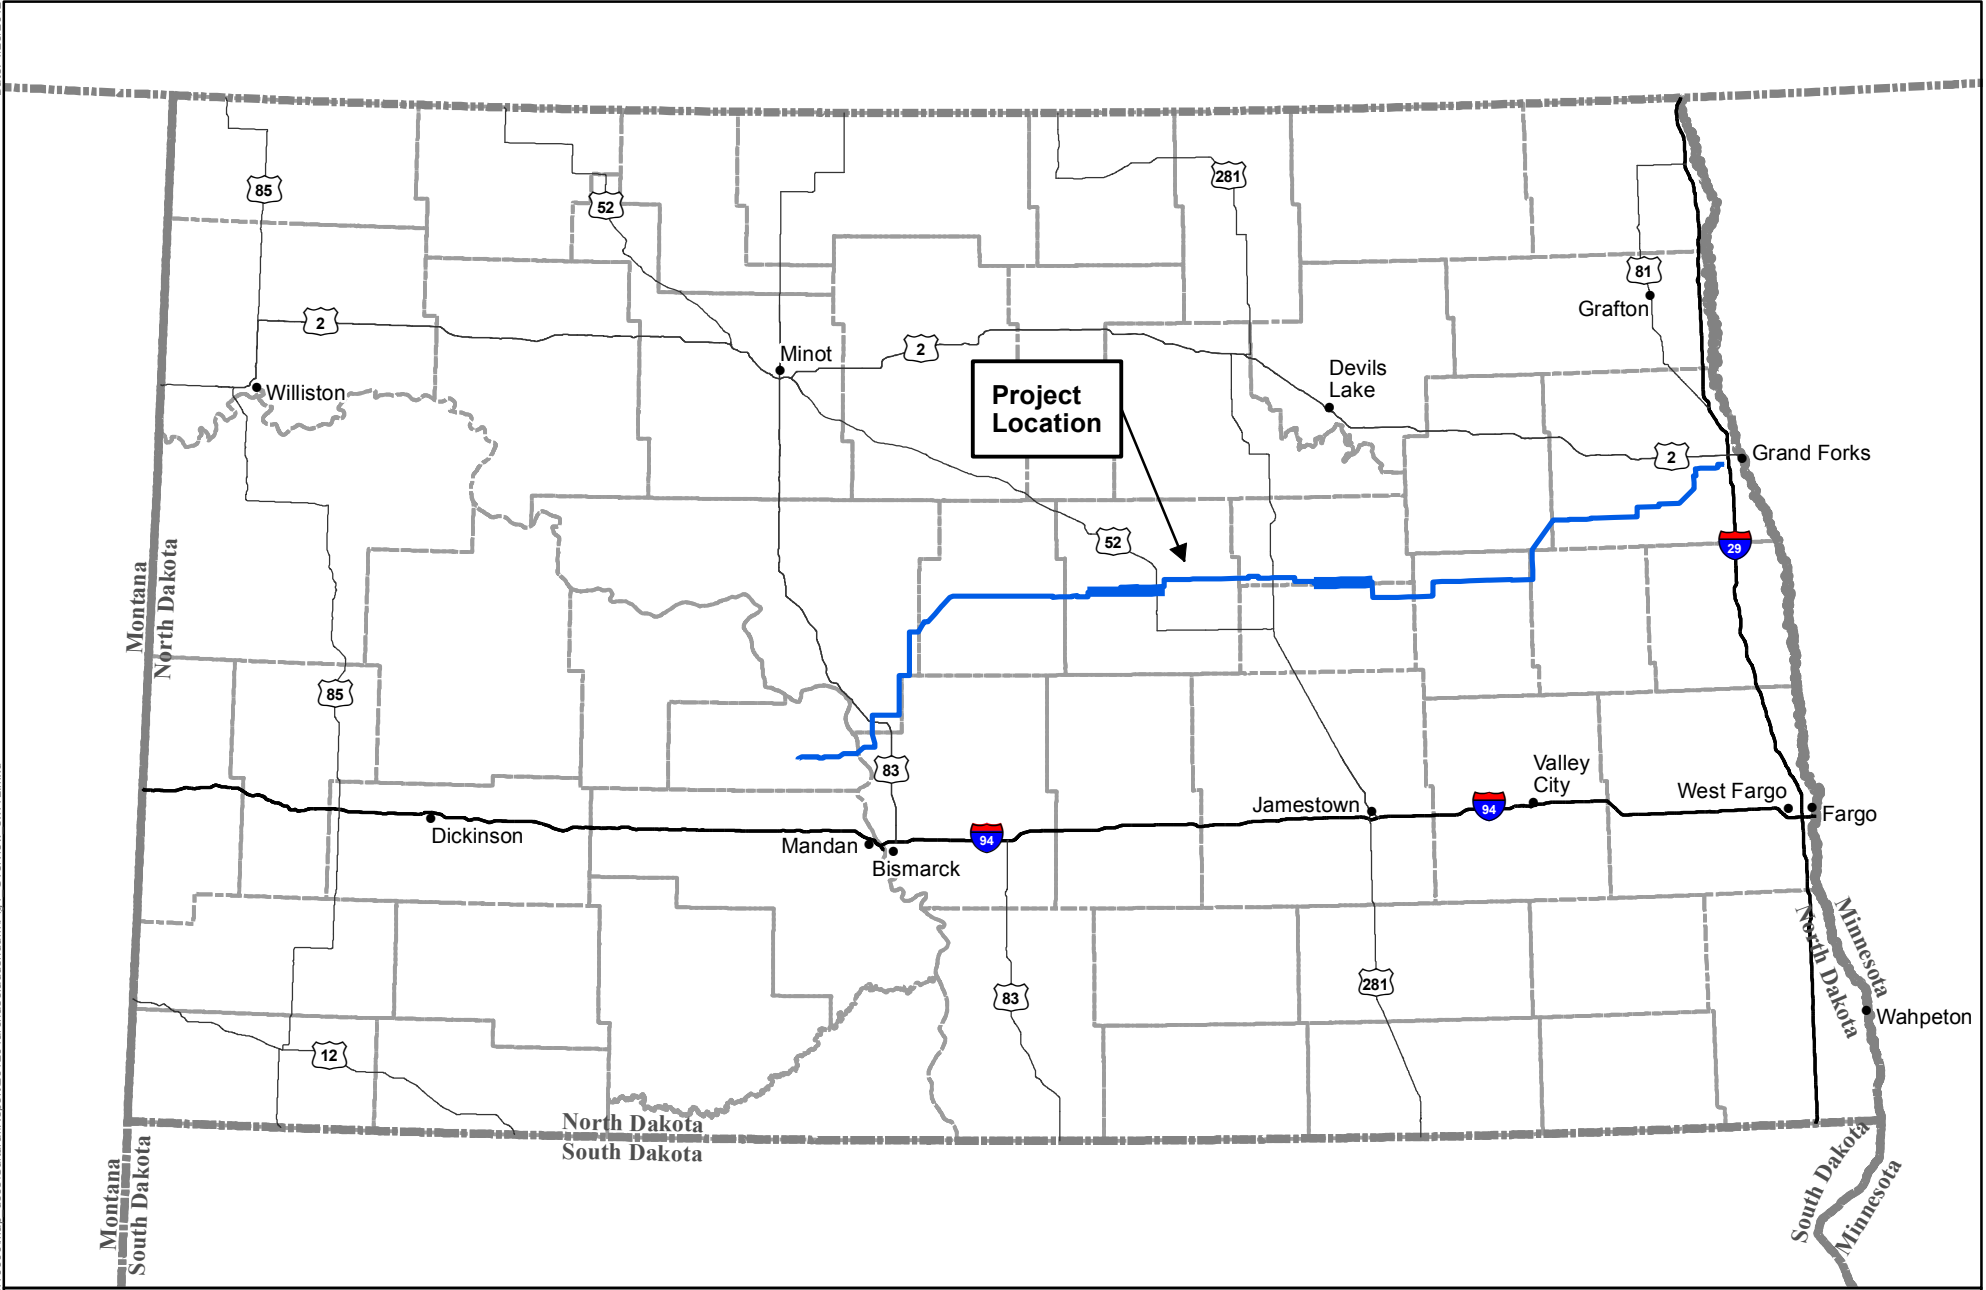 85
52
281
81
Grafton
2
Minot
2
Devils
Lake
Project
Location
Williston
2
Grand Forks
52
29
Montana
North Dakota
85
83
Valley
City
West Fargo
Jamestown
94
Fargo
Dickinson
Mandan
94
Bismarck
Minnesota
North Dakota
83
281
Wahpeton
12
North Dakota
South Dakota
Montana
South Dakota
South Dakota
Minnesota